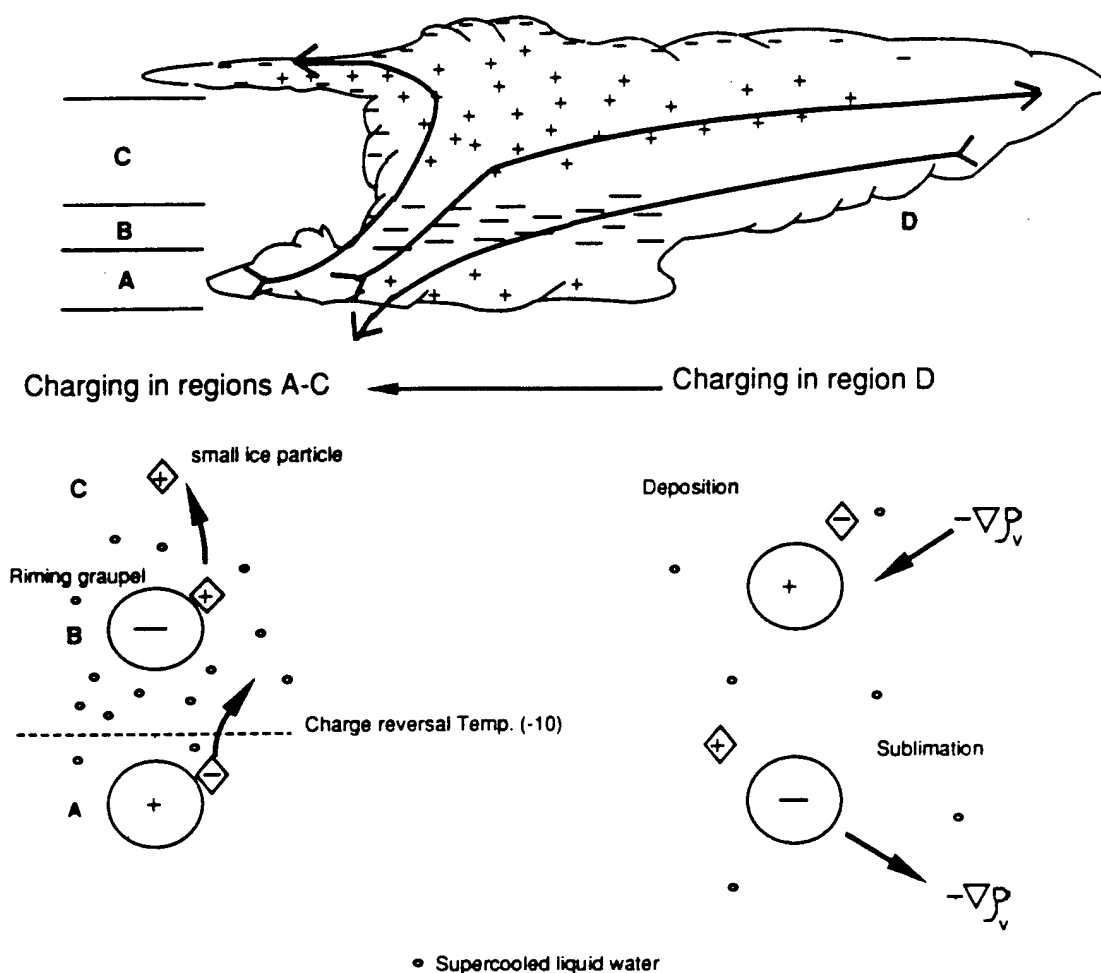 C
B
A
D
Charging in regions A-C
Charging in region D
small ice particle
C
Deposition
+
-
-∇ρv
Riming graupel
+
+
B
—
Charge reversal Temp. (-10)
+
Sublimation
-
A
+
—
-∇ρv
Supercooled liquid water